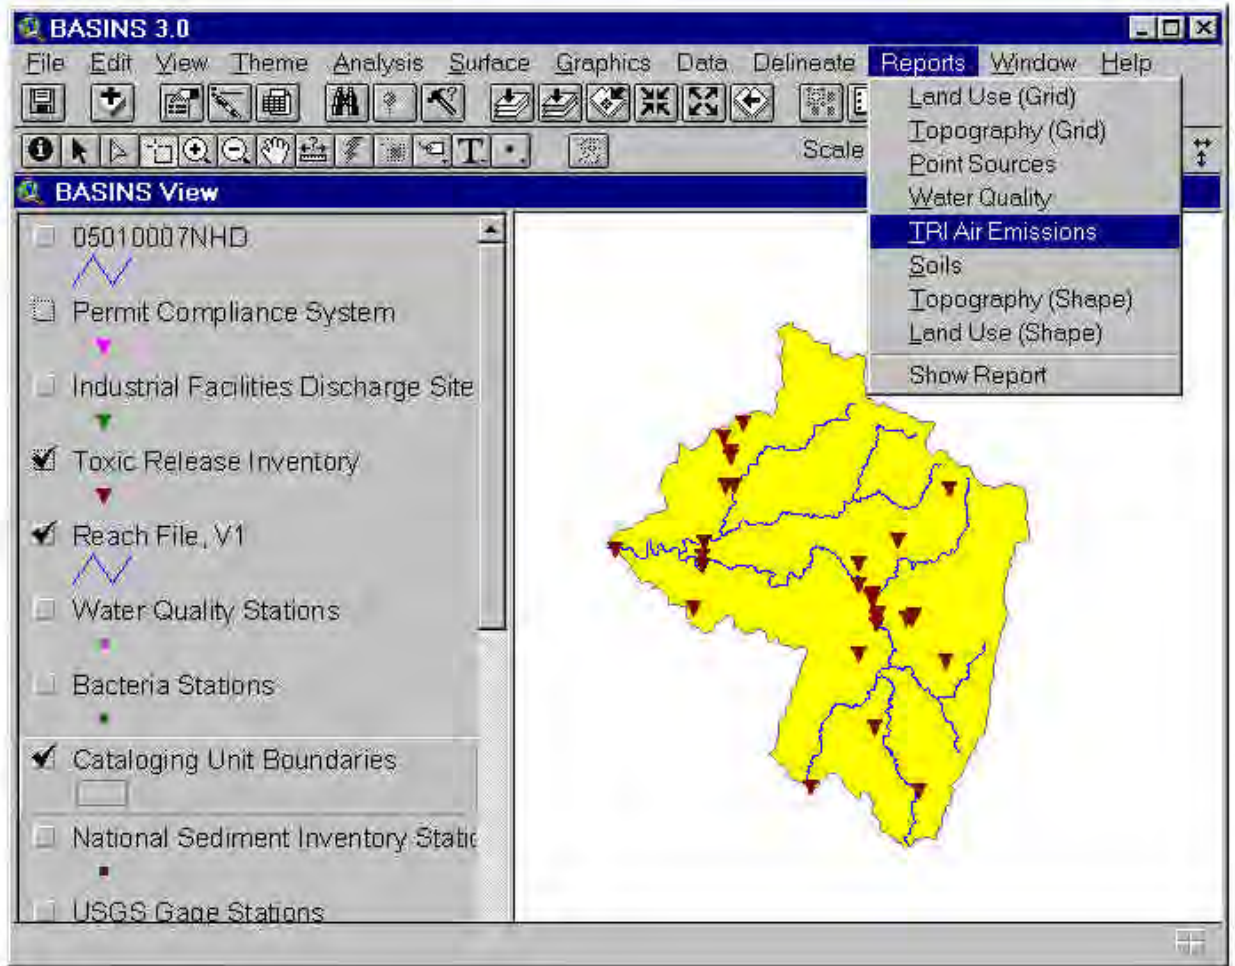 BASINS 3.0
File Edit View Theme Analysis Surface Graphics Data Delineate Reports Window Help
Land Use (Grid)
Topography (Grid)
Scale
Point Sources
Water Quality
BASINS View
TRI Air Emissions
Soils
Topography (Shape)
Land Use (Shape)
Show Report
05010007NHD
Permit Compliance System
Industrial Facilities Discharge Site
Toxic Release Inventory
Reach File, V1
Water Quality Stations
Bacteria Stations
Cataloging Unit Boundaries
National Sediment Inventory Static
USGS Gage Stations